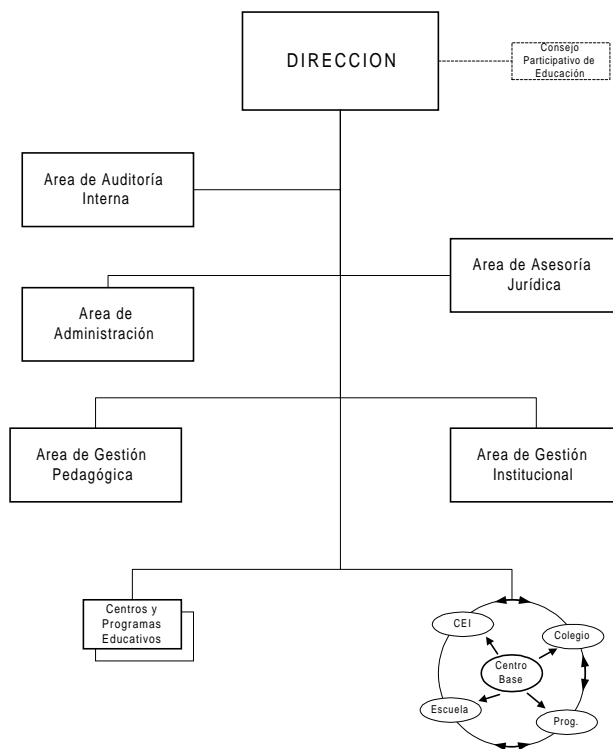 DIRECCION
Consejo
Participativo de
Educación
Area de Auditoría
Interna
Area de Asesoría
Jurídica
Area de
Administración
Area de Gestión
Pedagógica
Area de Gestión
Institucional
Centros y
Programas
Educativos
CEI
Colegio
Centro
Base
Escuela
Prog.